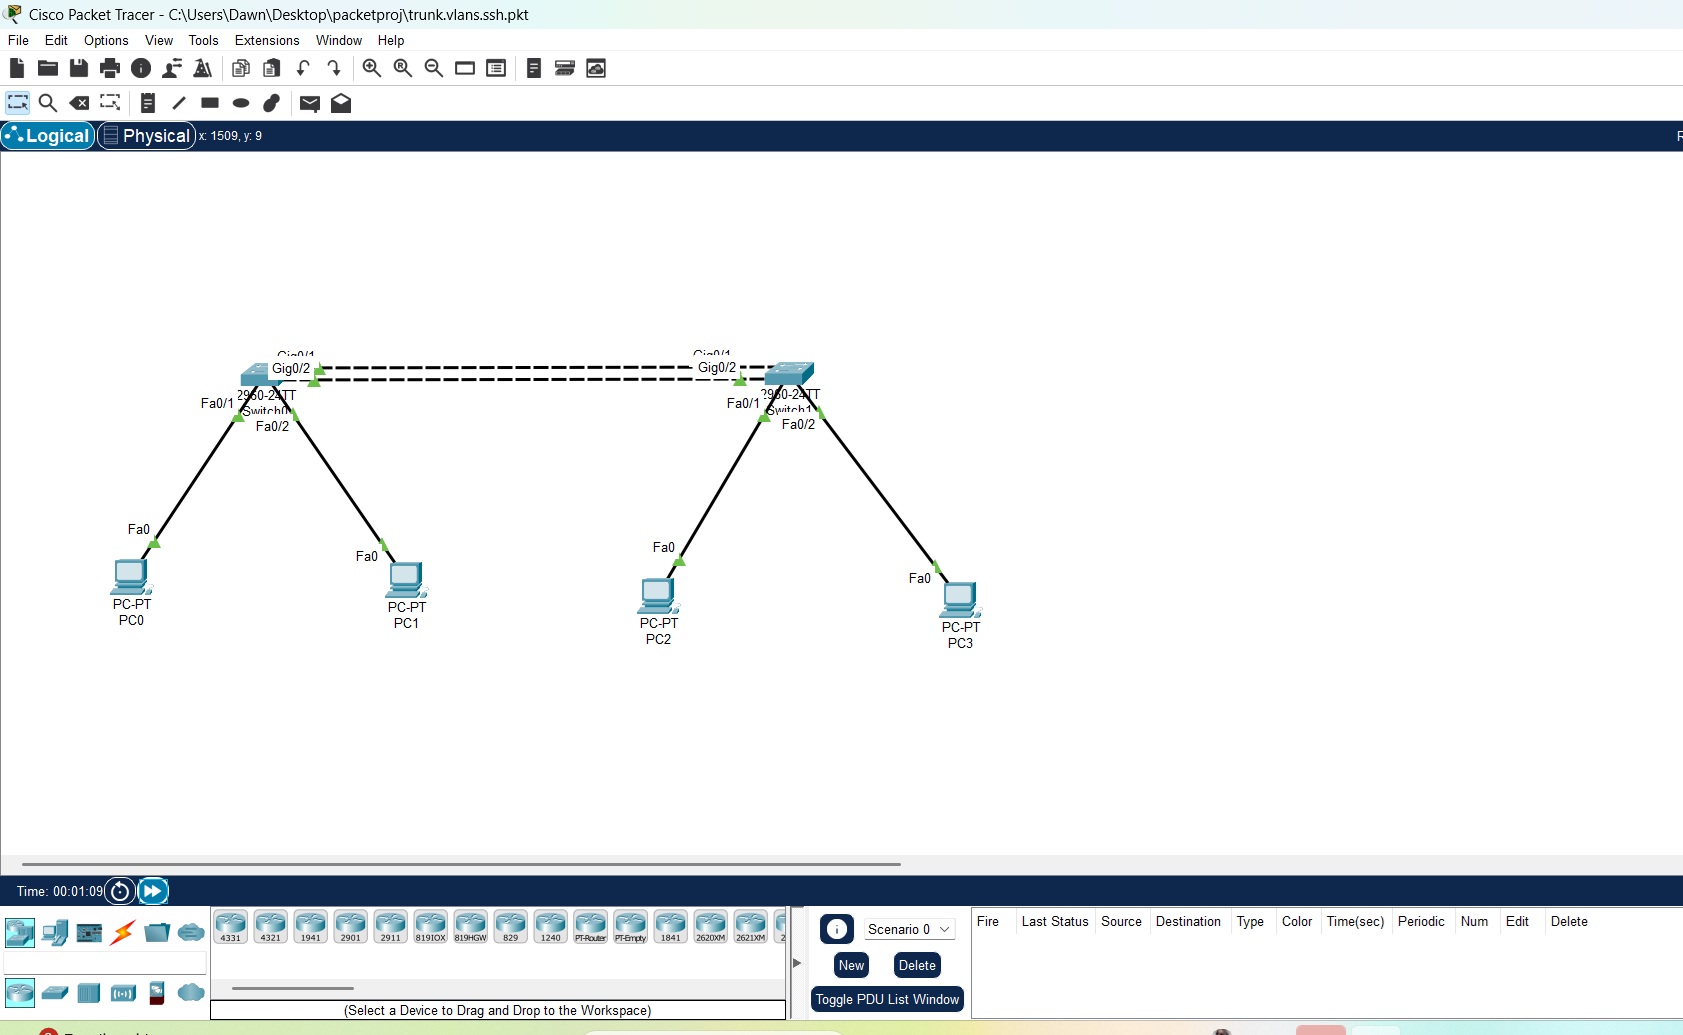 Cisco Packet Tracer - C:\Users\Dawn\Desktop\packetproj\trunk.vlans.ssh.pkt
File Edit Options View Tools Extensions Window Help
Logical Physical x: 1509, y: 9
Gig0/1 Gig0/1
Gig0/2 Gig0/2
2960-24TT 2960-24TT
Fa0/1 Fa0/1
Switch0 Switch1
Fa0/2 Fa0/2
Fa0
Fa0
Fa0
Fa0
PC-PT
PC0
PC-PT
PC1
PC-PT
PC2
PC-PT
PC3
Time: 00:01:09
4331 4321 1941 2901 2911 819IOX 819HGW 829 1240 PT-Router PT-Empty 1841 2620XM 2621XM
(Select a Device to Drag and Drop to the Workspace)
Scenario 0
New Delete
Toggle PDU List Window
Fire Last Status Source Destination Type Color Time(sec) Periodic Num Edit Delete